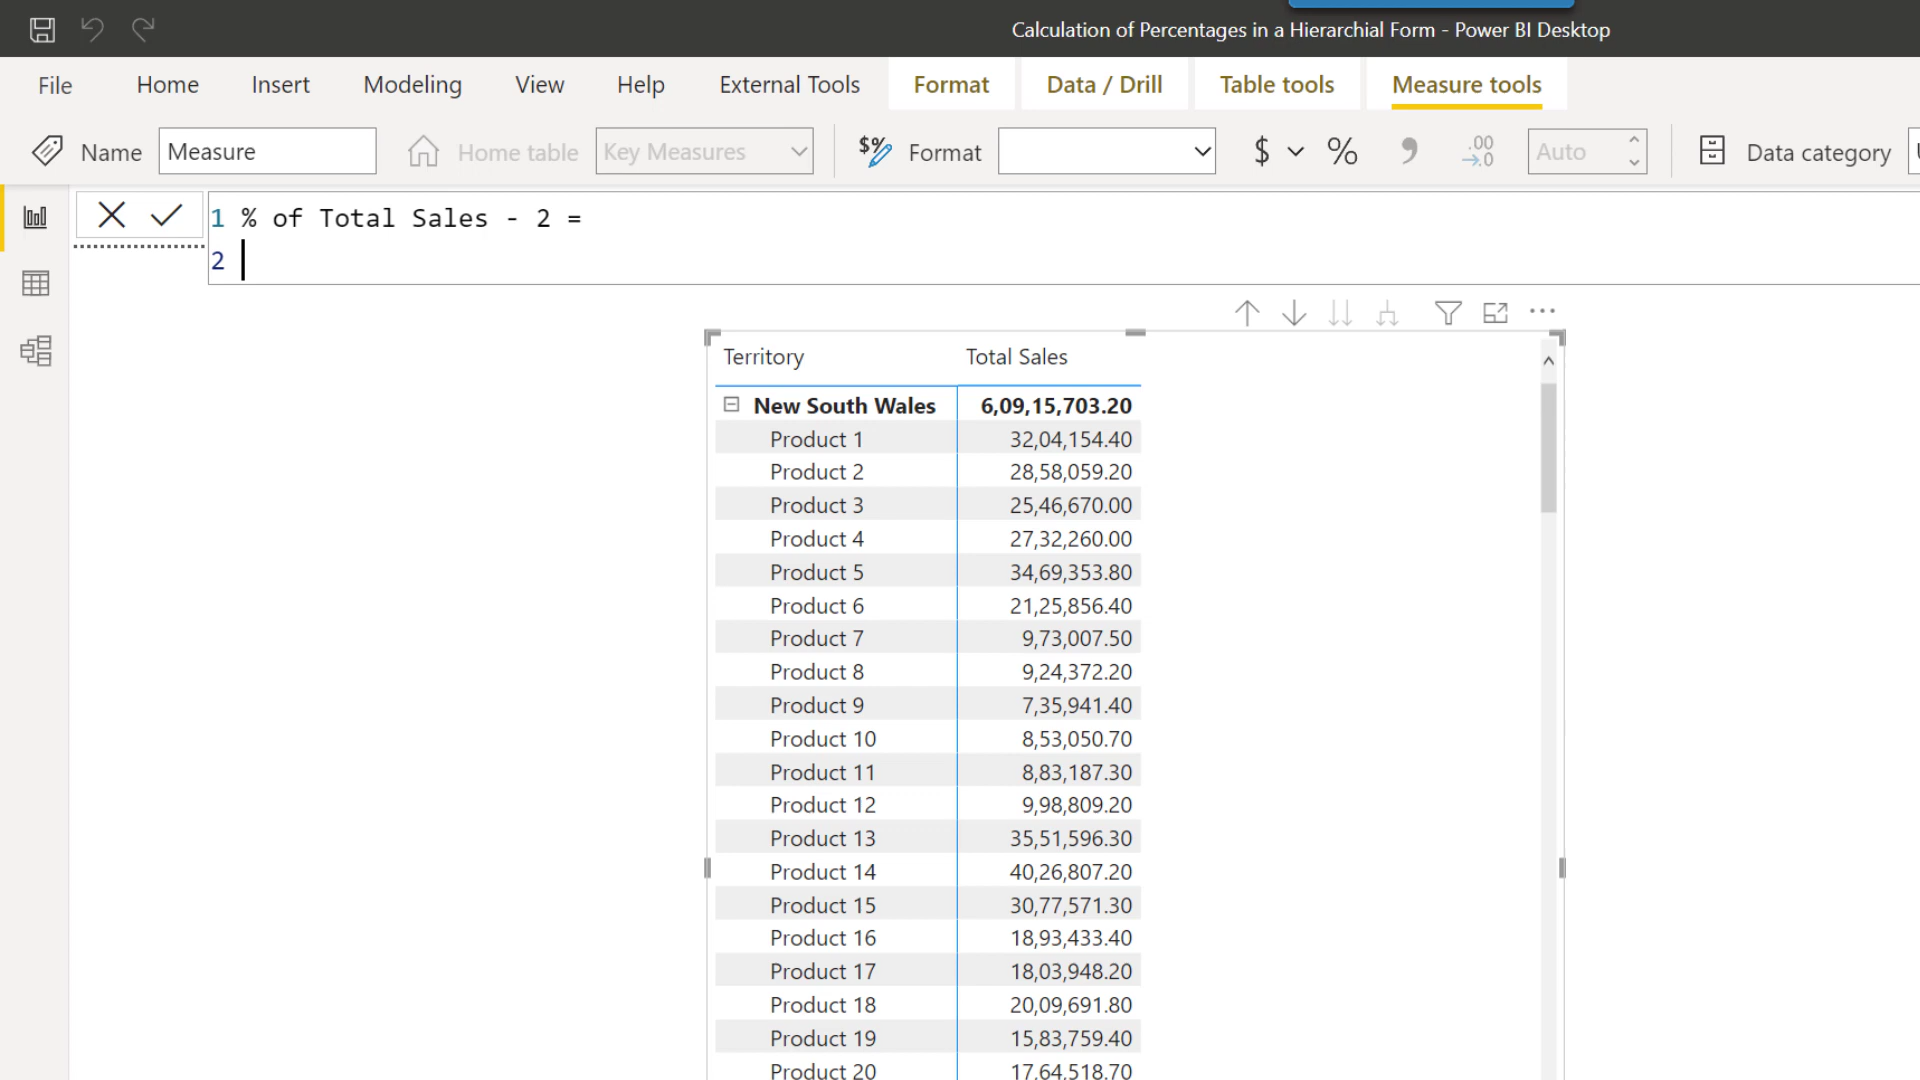 Calculation of Percentages in a Hierarchial Form - Power BI Desktop
File Home Insert Modeling View Help External Tools Format Data / Drill Table tools Measure tools
Name Measure Home table Key Measures $% Format $ % , .00 →.0 Auto Data category
1 % of Total Sales - 2 =
2
Territory Total Sales
New South Wales 6,09,15,703.20
Product 1 32,04,154.40
Product 2 28,58,059.20
Product 3 25,46,670.00
Product 4 27,32,260.00
Product 5 34,69,353.80
Product 6 21,25,856.40
Product 7 9,73,007.50
Product 8 9,24,372.20
Product 9 7,35,941.40
Product 10 8,53,050.70
Product 11 8,83,187.30
Product 12 9,98,809.20
Product 13 35,51,596.30
Product 14 40,26,807.20
Product 15 30,77,571.30
Product 16 18,93,433.40
Product 17 18,03,948.20
Product 18 20,09,691.80
Product 19 15,83,759.40
Product 20 17,64,518.70